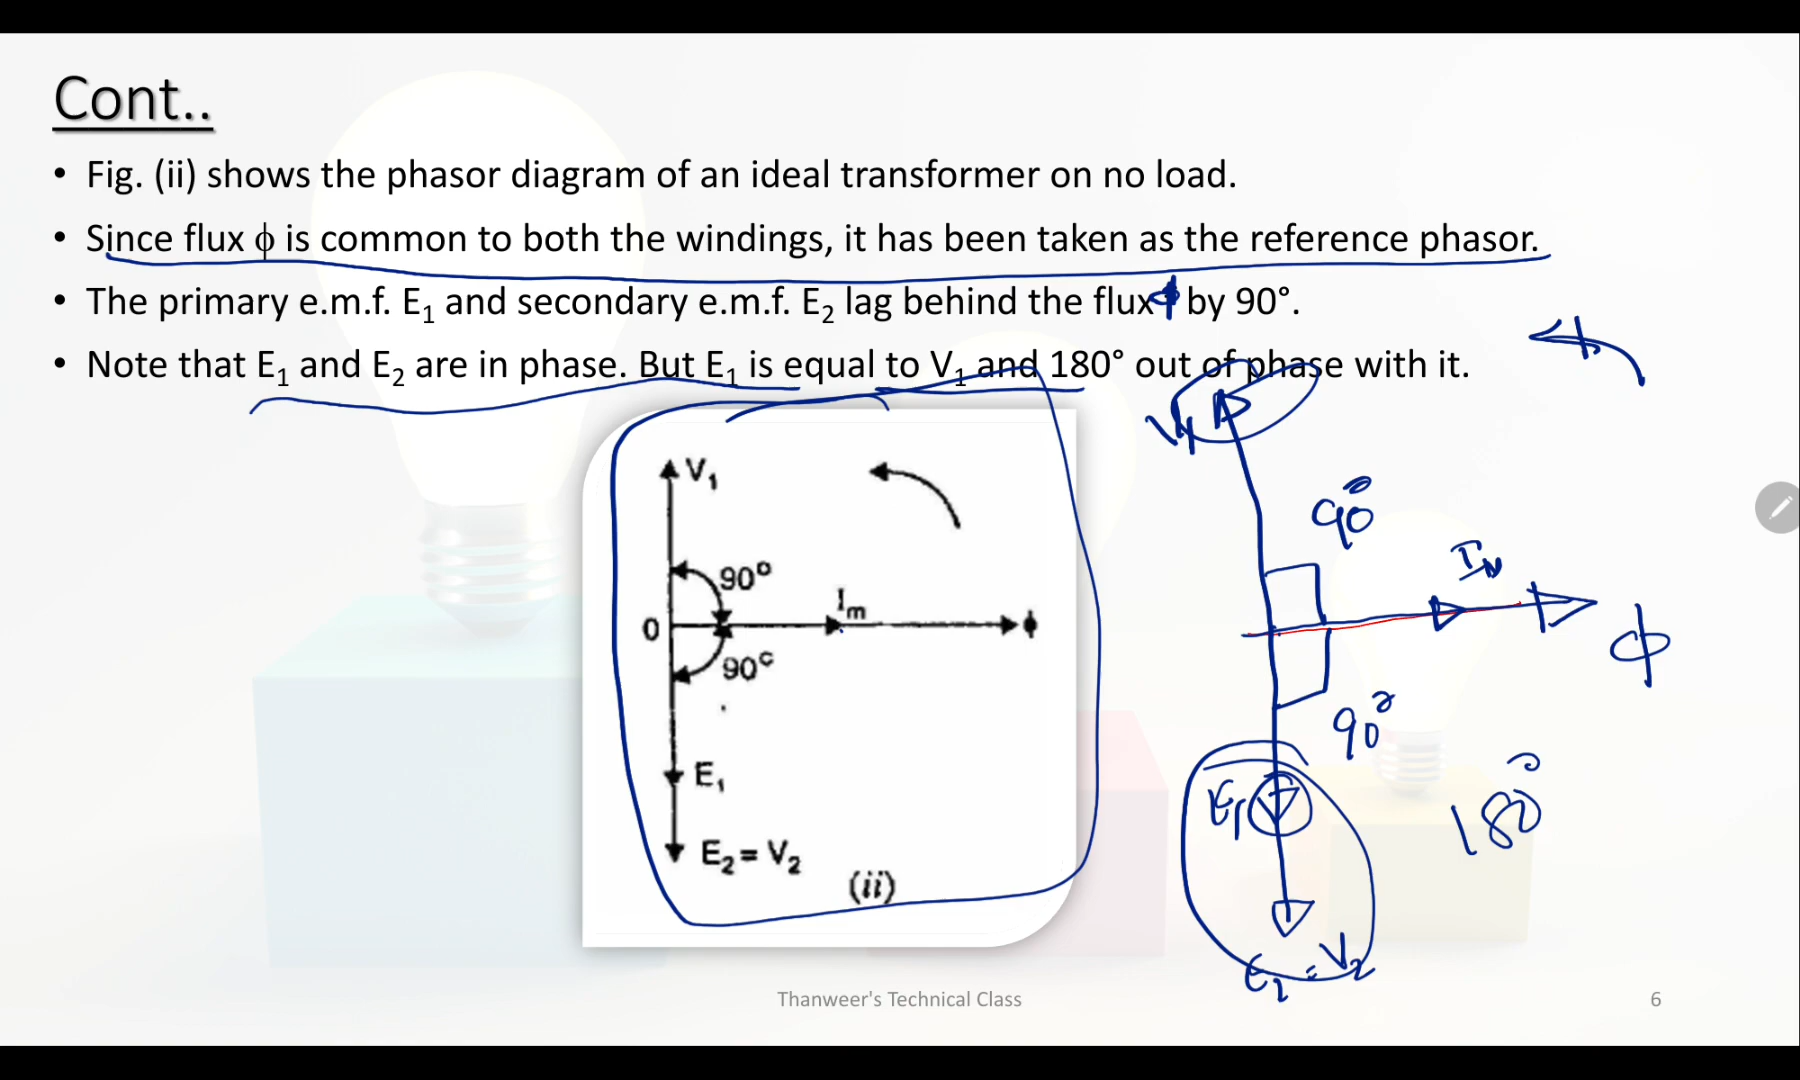 Cont..
• Fig. (ii) shows the phasor diagram of an ideal transformer on no load.
• Since flux ϕ is common to both the windings, it has been taken as the reference phasor.
• The primary e.m.f. E₁ and secondary e.m.f. E₂ lag behind the flux ϕ by 90°.
• Note that E₁ and E₂ are in phase. But E₁ is equal to V₁ and 180° out of phase with it.
V₁
90°
Iₘ
0
ϕ
90°
E₁
E₂ = V₂
(ii)
V₁
90°
ϕ
90°
E₁
180°
E₂ = V₂
Thanweer's Technical Class
6